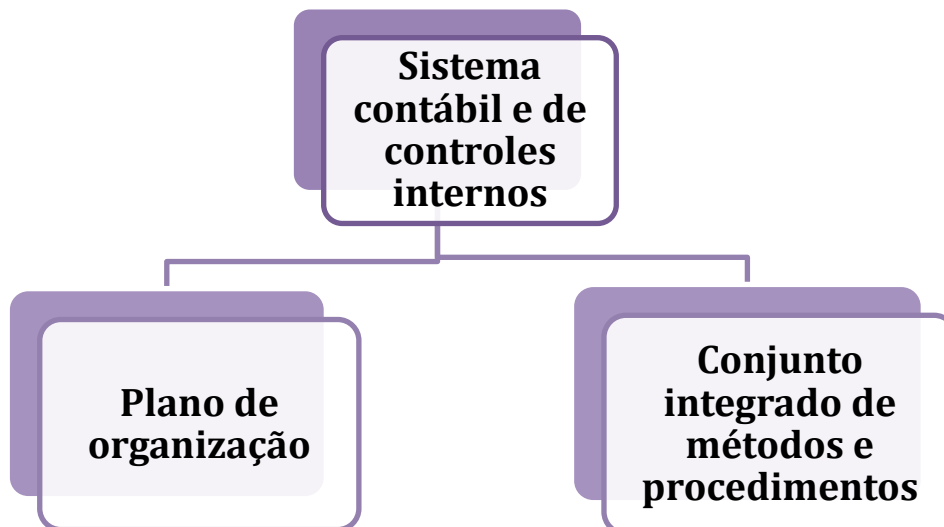 Sistema
contábil e de
controles
internos
Plano de
organização
Conjunto
integrado de
métodos e
procedimentos